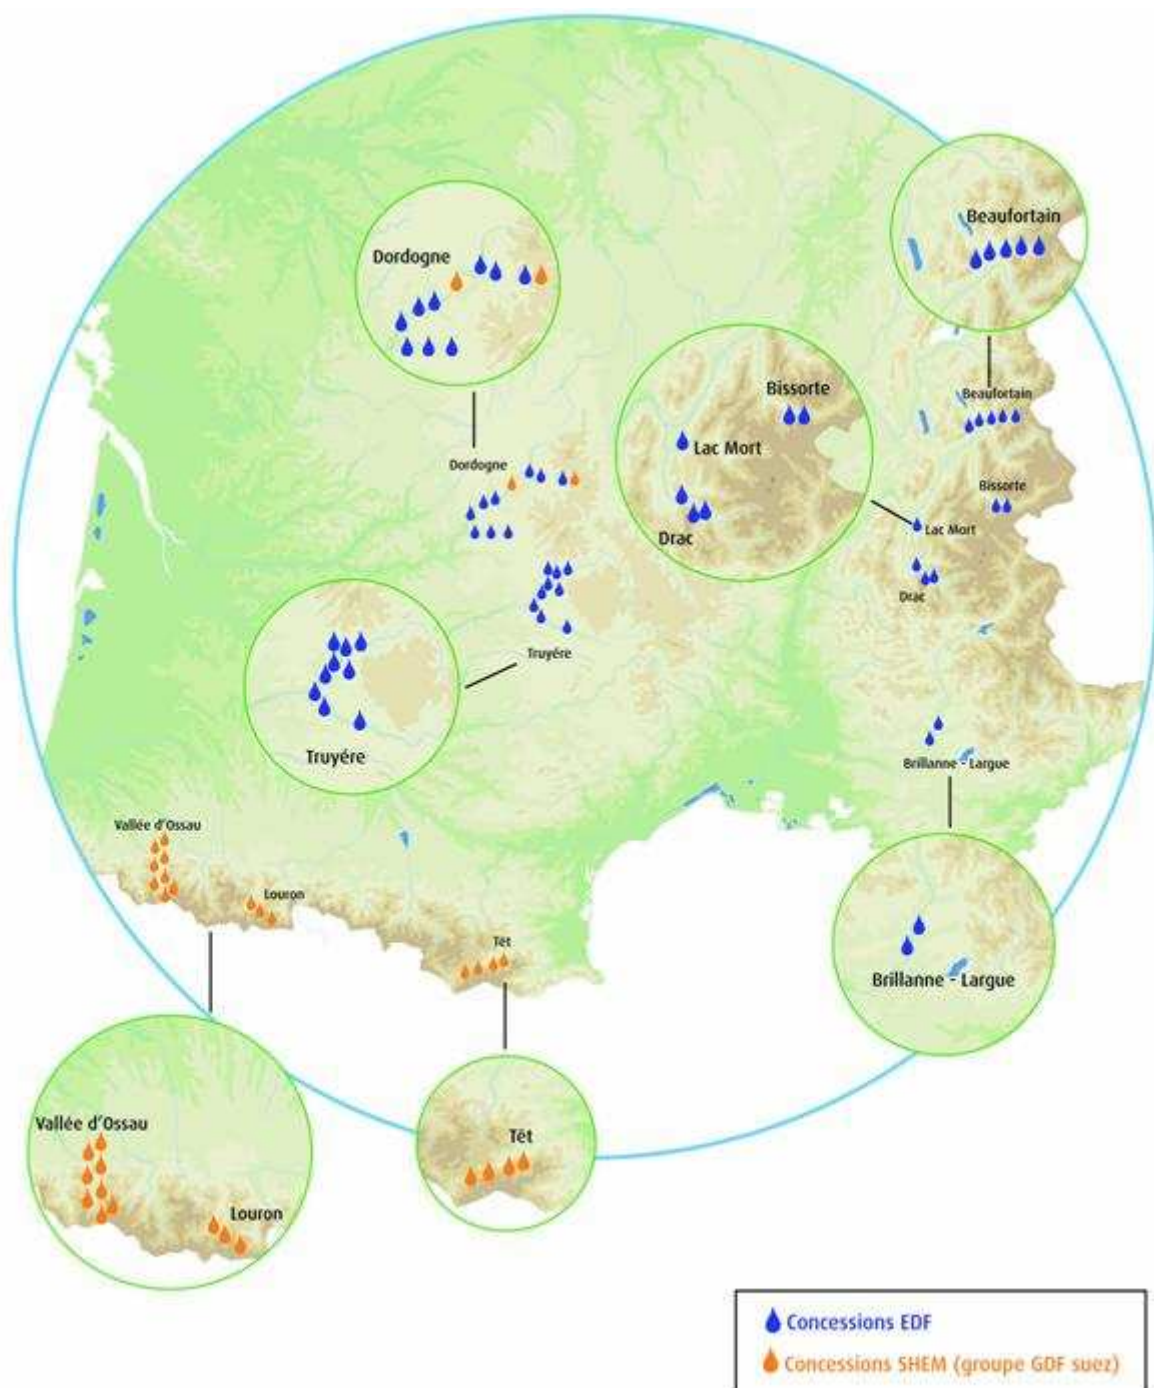 Beaufortain
Dordogne
Bissorte
Lac Mort
Drac
Beaufortain
Dordogne
Bissorte
Lac Mort
Drac
Truyére
Truyére
Brillanne - Largue
Vallée d'Ossau
Louron
Têt
Brillanne - Largue
Vallée d'Ossau
Louron
Têt
Concessions EDF
Concessions SHEM (groupe GDF suez)